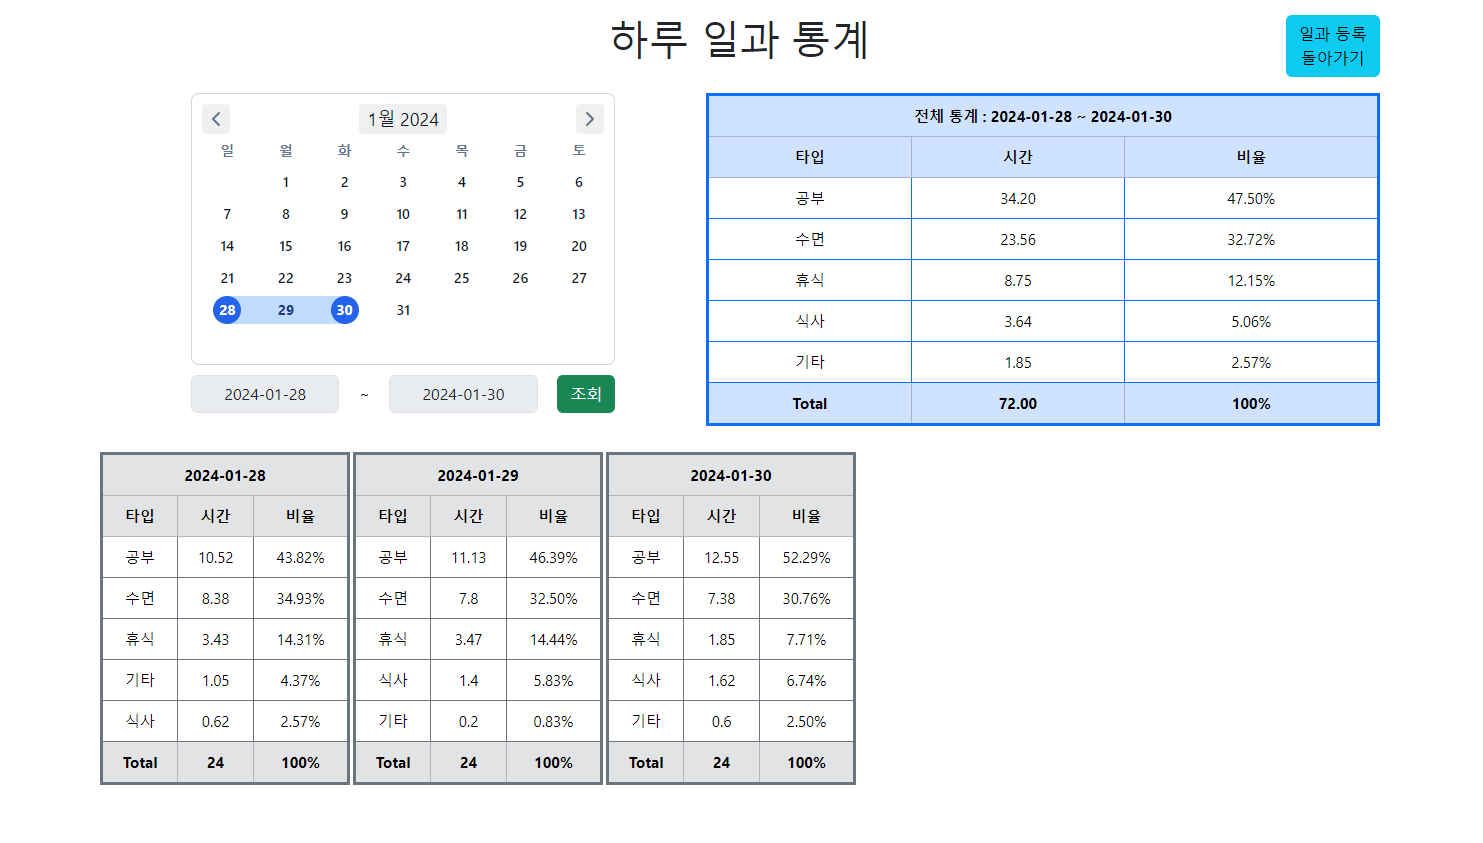 하루 일과 통계
일과 등록
돌아가기
1월 2024
일 월 화 수 목 금 토
1 2 3 4 5 6
7 8 9 10 11 12 13
14 15 16 17 18 19 20
21 22 23 24 25 26 27
28 29 30 31
2024-01-28 ~ 2024-01-30 조회
전체 통계 : 2024-01-28 ~ 2024-01-30
타입 시간 비율
공부 34.20 47.50%
수면 23.56 32.72%
휴식 8.75 12.15%
식사 3.64 5.06%
기타 1.85 2.57%
Total 72.00 100%
2024-01-28
타입 시간 비율
공부 10.52 43.82%
수면 8.38 34.93%
휴식 3.43 14.31%
기타 1.05 4.37%
식사 0.62 2.57%
Total 24 100%
2024-01-29
타입 시간 비율
공부 11.13 46.39%
수면 7.8 32.50%
휴식 3.47 14.44%
식사 1.4 5.83%
기타 0.2 0.83%
Total 24 100%
2024-01-30
타입 시간 비율
공부 12.55 52.29%
수면 7.38 30.76%
휴식 1.85 7.71%
식사 1.62 6.74%
기타 0.6 2.50%
Total 24 100%